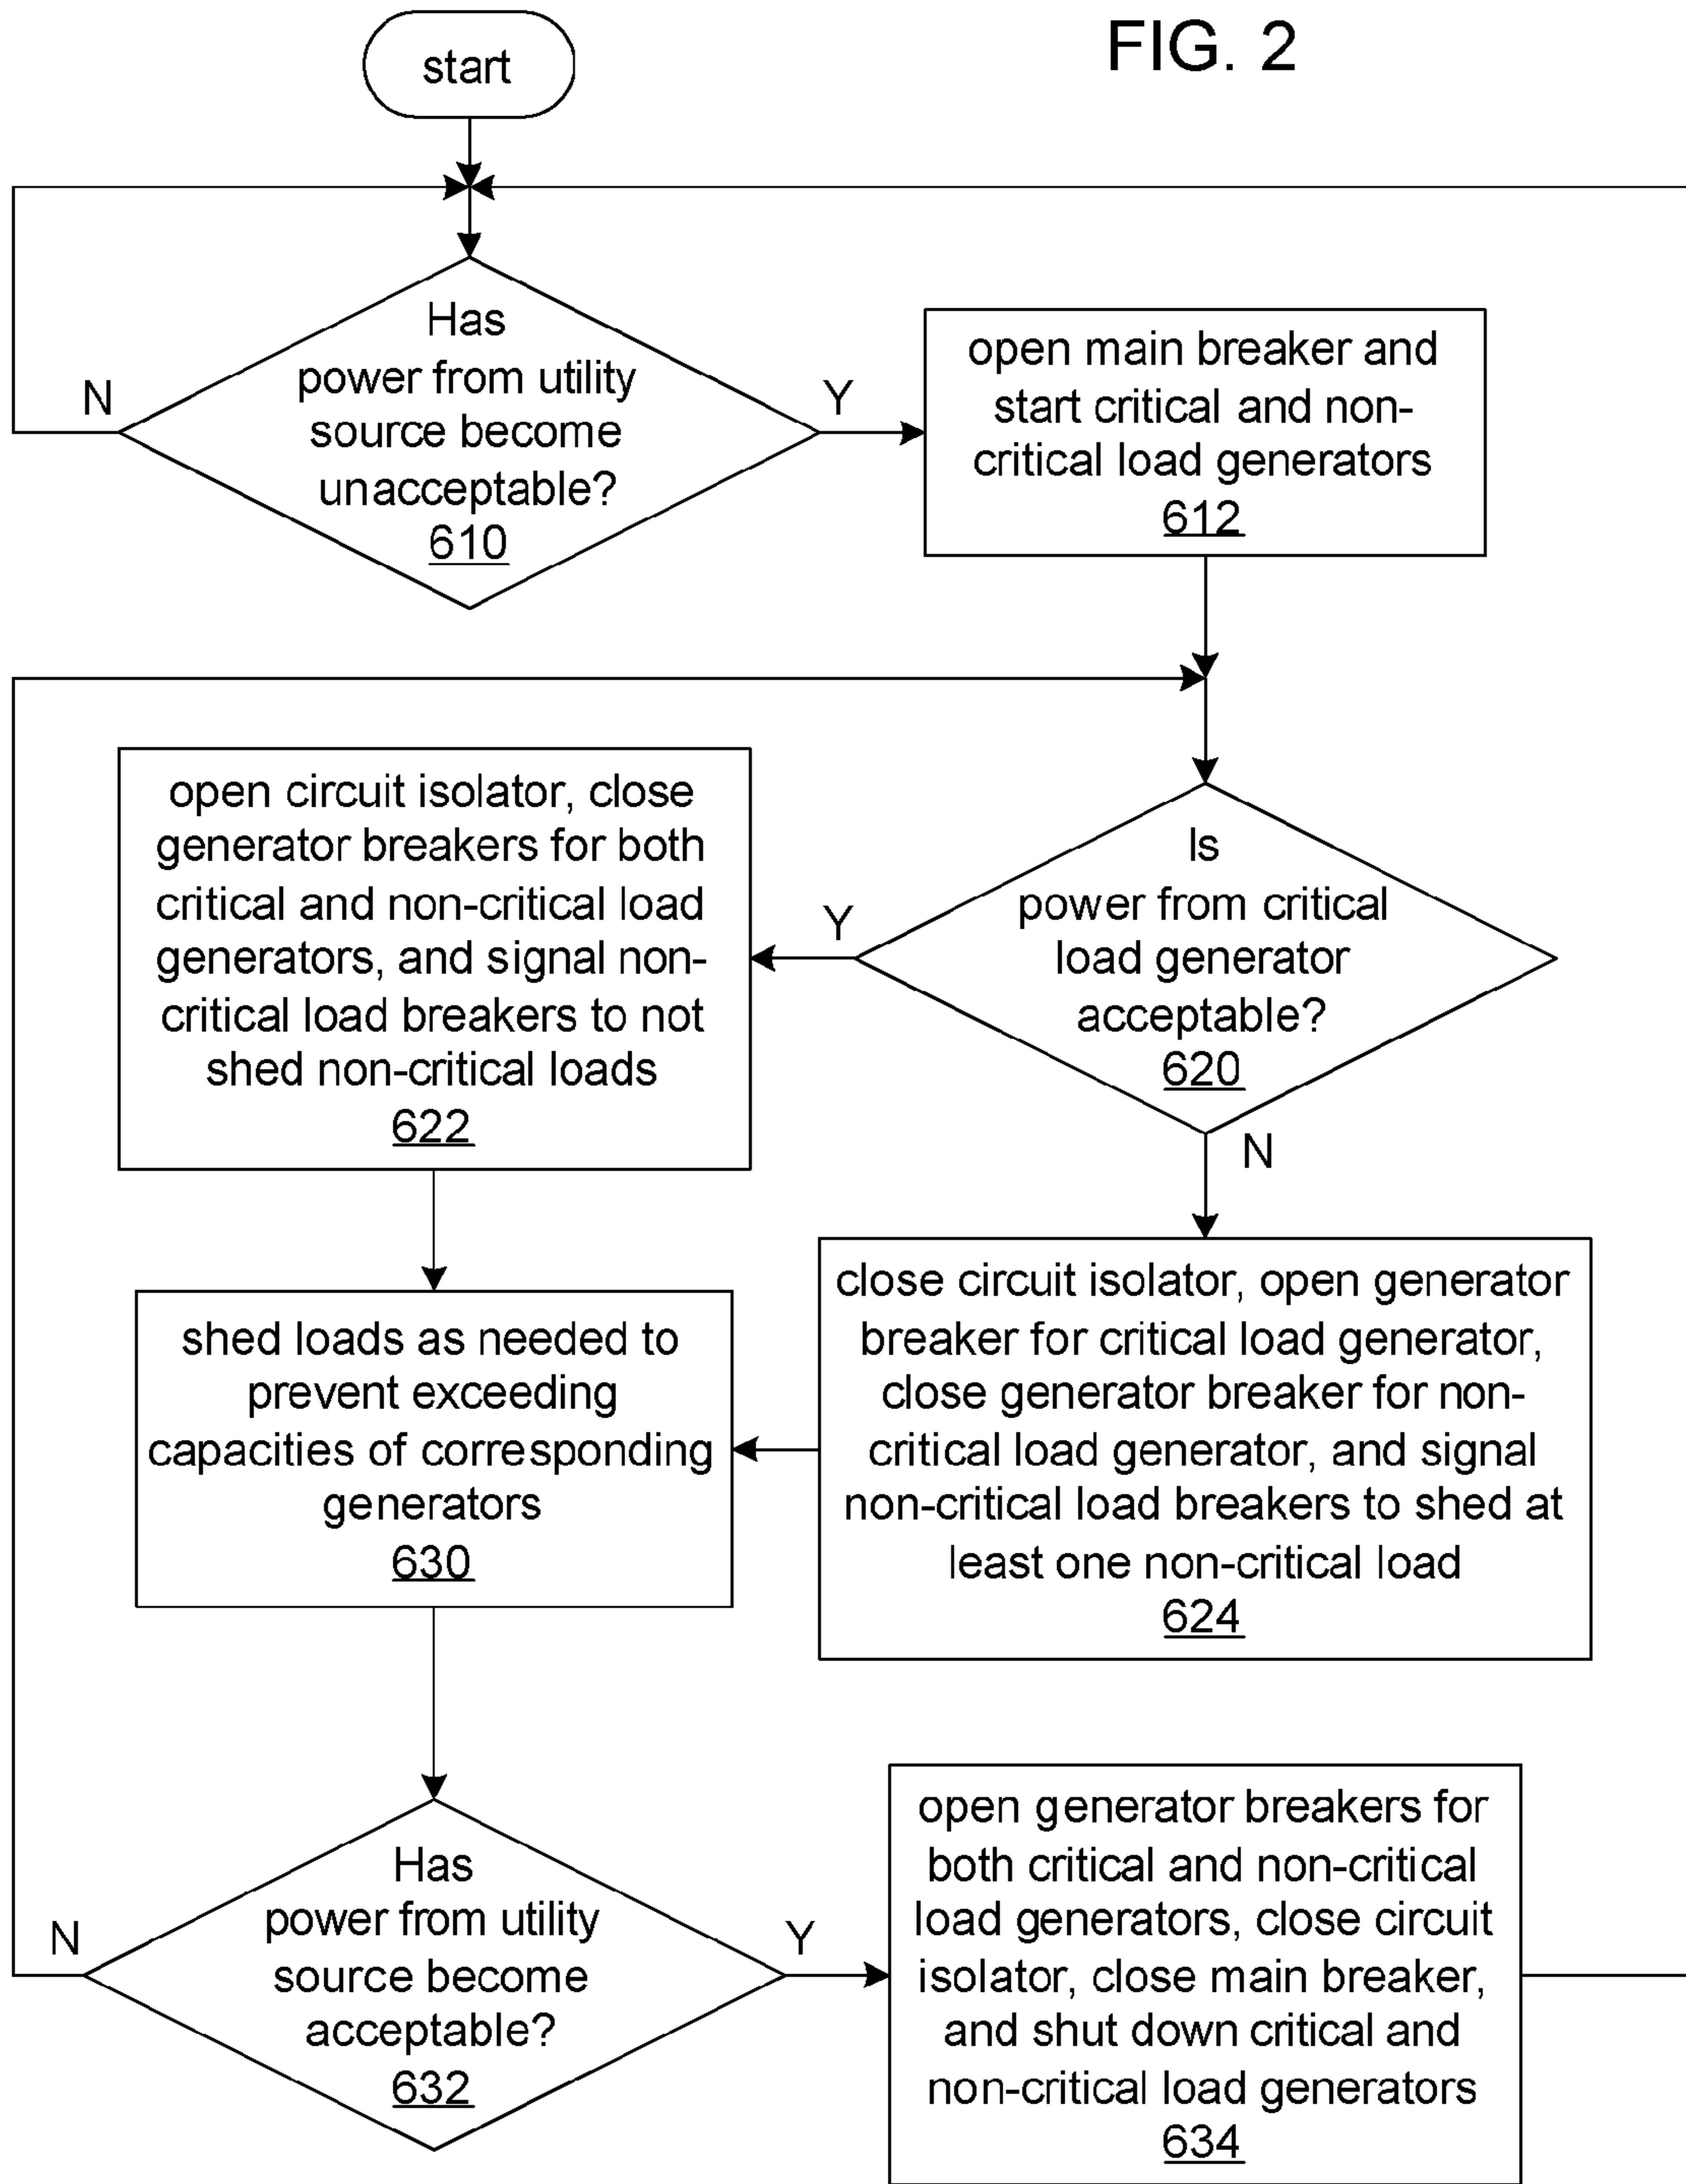 FIG. 2
start
Has
power from utility
source become
unacceptable?
610
N
Y
open main breaker and
start critical and non-
critical load generators
612
Is
power from critical
load generator
acceptable?
620
Y
N
open circuit isolator, close
generator breakers for both
critical and non-critical load
generators, and signal non-
critical load breakers to not
shed non-critical loads
622
close circuit isolator, open generator
breaker for critical load generator,
close generator breaker for non-
critical load generator, and signal
non-critical load breakers to shed at
least one non-critical load
624
shed loads as needed to
prevent exceeding
capacities of corresponding
generators
630
Has
power from utility
source become
acceptable?
632
N
Y
open generator breakers for
both critical and non-critical
load generators, close circuit
isolator, close main breaker,
and shut down critical and
non-critical load generators
634